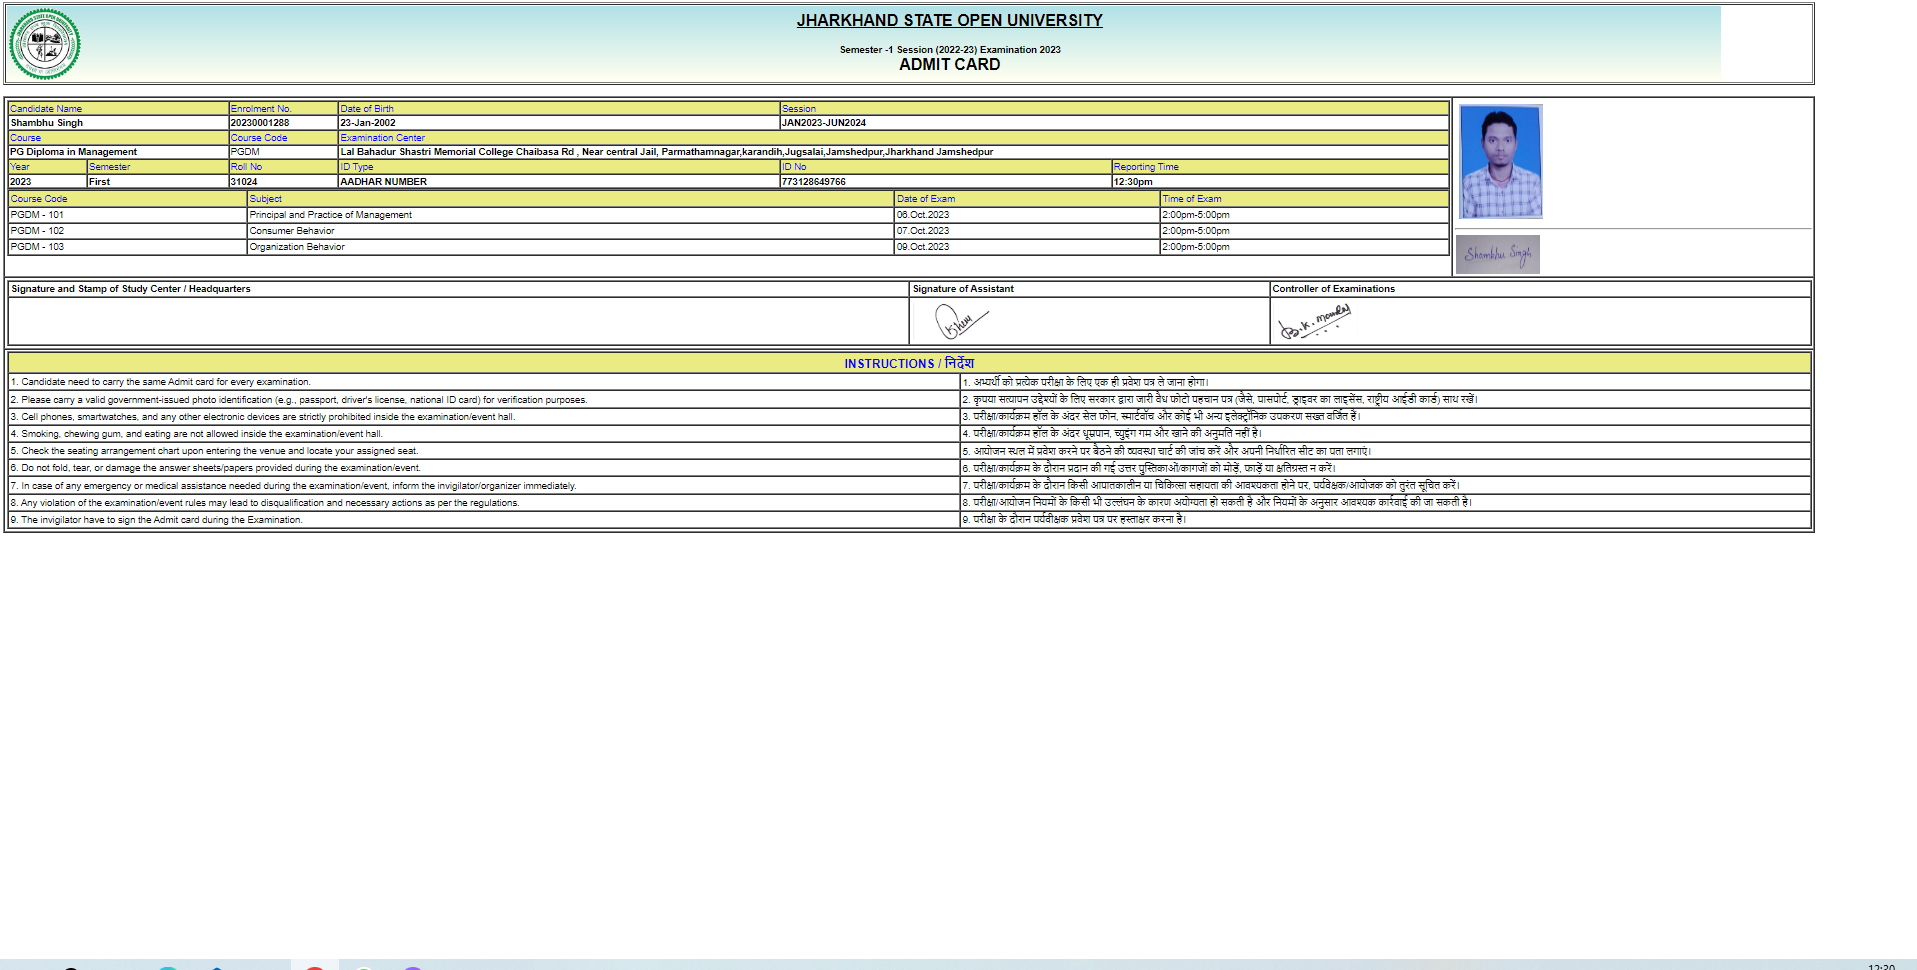 JHARKHAND STATE OPEN UNIVERSITY
Semester -1 Session (2022-23) Examination 2023
ADMIT CARD
Candidate Name Enrolment No. Date of Birth Session
Shambhu Singh 20230001288 23-Jan-2002 JAN2023-JUN2024
Course Course Code Examination Center
PG Diploma in Management PGDM Lal Bahadur Shastri Memorial College Chaibasa Rd , Near central Jail, Parmathamnagar,karandih,Jugsalai,Jamshedpur,Jharkhand Jamshedpur
Year Semester Roll No ID Type ID No Reporting Time
2023 First 31024 AADHAR NUMBER 773128649766 12:30pm
Course Code Subject Date of Exam Time of Exam
PGDM - 101 Principal and Practice of Management 06.Oct.2023 2:00pm-5:00pm
PGDM - 102 Consumer Behavior 07.Oct.2023 2:00pm-5:00pm
PGDM - 103 Organization Behavior 09.Oct.2023 2:00pm-5:00pm
Shambhu Singh
Signature and Stamp of Study Center / Headquarters Signature of Assistant Controller of Examinations
B.K. Mondal
INSTRUCTIONS / निर्देश
1. Candidate need to carry the same Admit card for every examination. 1. अभ्यर्थी को प्रत्येक परीक्षा के लिए एक ही प्रवेश पत्र ले जाना होगा।
2. Please carry a valid government-issued photo identification (e.g., passport, driver's license, national ID card) for verification purposes. 2. कृपया सत्यापन उद्देश्यों के लिए सरकार द्वारा जारी वैध फोटो पहचान पत्र (जैसे, पासपोर्ट, ड्राइवर का लाइसेंस, राष्ट्रीय आईडी कार्ड) साथ रखें।
3. Cell phones, smartwatches, and any other electronic devices are strictly prohibited inside the examination/event hall. 3. परीक्षा/कार्यक्रम हॉल के अंदर सेल फोन, स्मार्टवॉच और कोई भी अन्य इलेक्ट्रॉनिक उपकरण सख्त वर्जित हैं।
4. Smoking, chewing gum, and eating are not allowed inside the examination/event hall. 4. परीक्षा/कार्यक्रम हॉल के अंदर धूम्रपान, च्युइंग गम और खाने की अनुमति नहीं है।
5. Check the seating arrangement chart upon entering the venue and locate your assigned seat. 5. आयोजन स्थल में प्रवेश करने पर बैठने की व्यवस्था चार्ट की जांच करें और अपनी निर्धारित सीट का पता लगाएं।
6. Do not fold, tear, or damage the answer sheets/papers provided during the examination/event. 6. परीक्षा/कार्यक्रम के दौरान प्रदान की गई उत्तर पुस्तिकाओं/कागजों को मोड़ें, फाड़ें या क्षतिग्रस्त न करें।
7. In case of any emergency or medical assistance needed during the examination/event, inform the invigilator/organizer immediately. 7. परीक्षा/कार्यक्रम के दौरान किसी आपातकालीन या चिकित्सा सहायता की आवश्यकता होने पर, पर्यवेक्षक/आयोजक को तुरंत सूचित करें।
8. Any violation of the examination/event rules may lead to disqualification and necessary actions as per the regulations. 8. परीक्षा/आयोजन नियमों के किसी भी उल्लंघन के कारण अयोग्यता हो सकती है और नियमों के अनुसार आवश्यक कार्रवाई की जा सकती है।
9. The invigilator have to sign the Admit card during the Examination. 9. परीक्षा के दौरान पर्यवीक्षक प्रवेश पत्र पर हस्ताक्षर करना है।